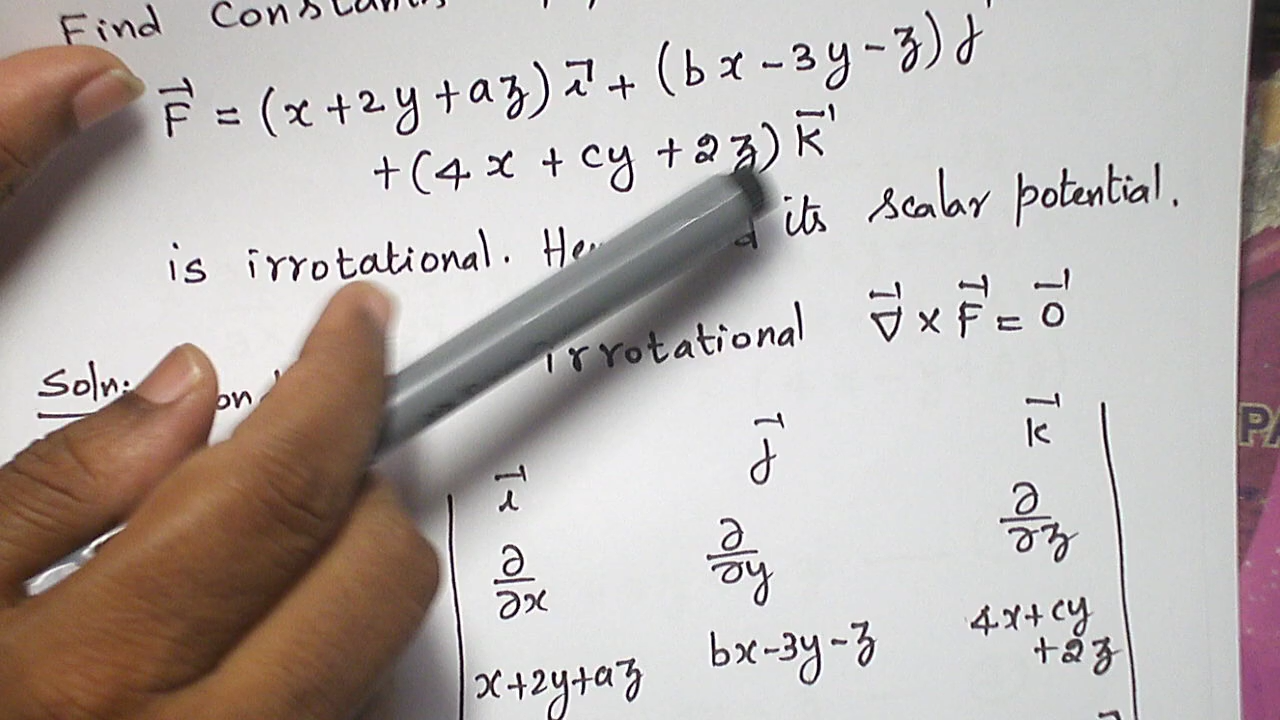 Find Constants
F⃗ = (x+2y+az) i⃗ + (bx-3y-z) j⃗
+(4x + cy + 2z) k⃗
is irrotational. its scalar potential.
Soln: irrotational ∇⃗ × F⃗ = 0⃗
i⃗ j⃗ k⃗
∂/∂x ∂/∂y ∂/∂z
x+2y+az bx-3y-z 4x+cy
+2z